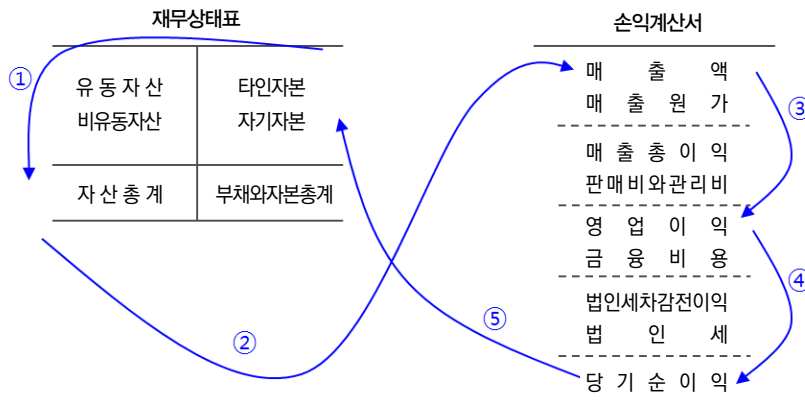 재무상태표
유 동 자 산 타인자본
비유동자산 자기자본
자 산 총 계 부채와자본총계
손익계산서
매 출 액
매 출 원 가
매 출 총 이 익
판매비와관리비
영 업 이 익
금 융 비 용
법인세차감전이익
법 인 세
당 기 순 이 익
①
②
③
④
⑤